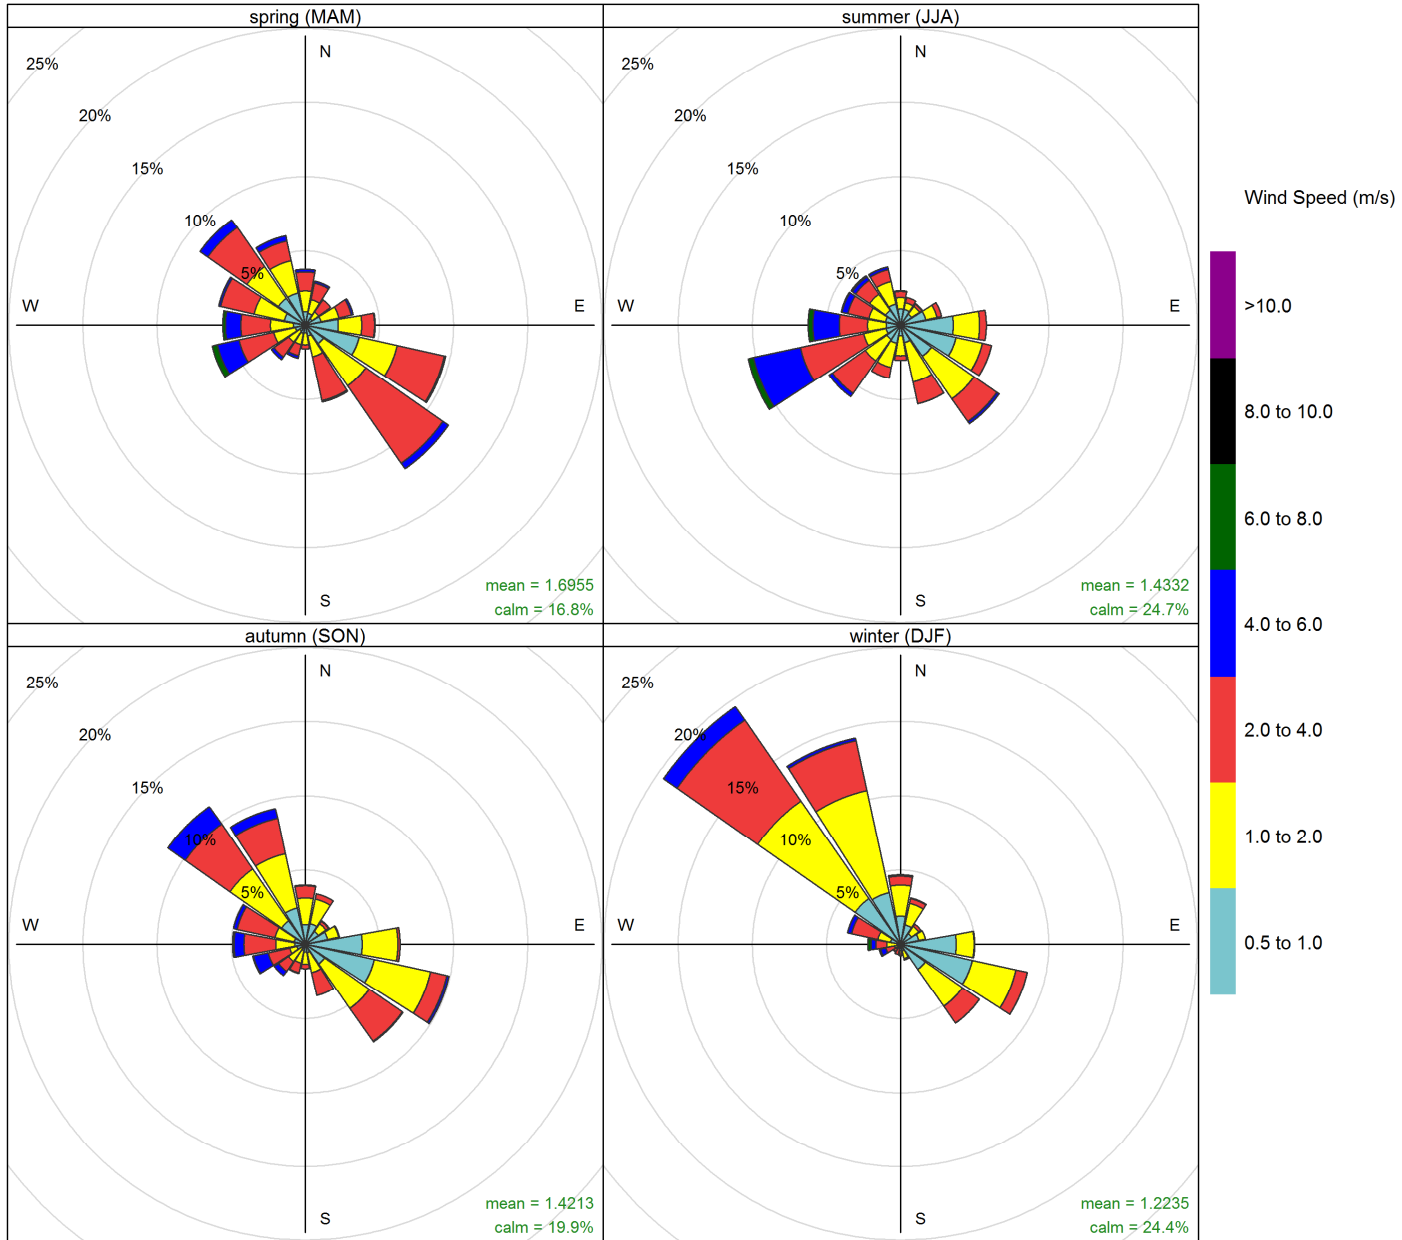 spring (MAM)
N
25%
20%
15%
10%
5%
W
E
S
mean = 1.6955
calm = 16.8%
summer (JJA)
N
25%
20%
15%
10%
5%
W
E
S
mean = 1.4332
calm = 24.7%
autumn (SON)
N
25%
20%
15%
10%
5%
W
E
S
mean = 1.4213
calm = 19.9%
winter (DJF)
N
25%
20%
15%
10%
5%
W
E
S
mean = 1.2235
calm = 24.4%
Wind Speed (m/s)
>10.0
8.0 to 10.0
6.0 to 8.0
4.0 to 6.0
2.0 to 4.0
1.0 to 2.0
0.5 to 1.0